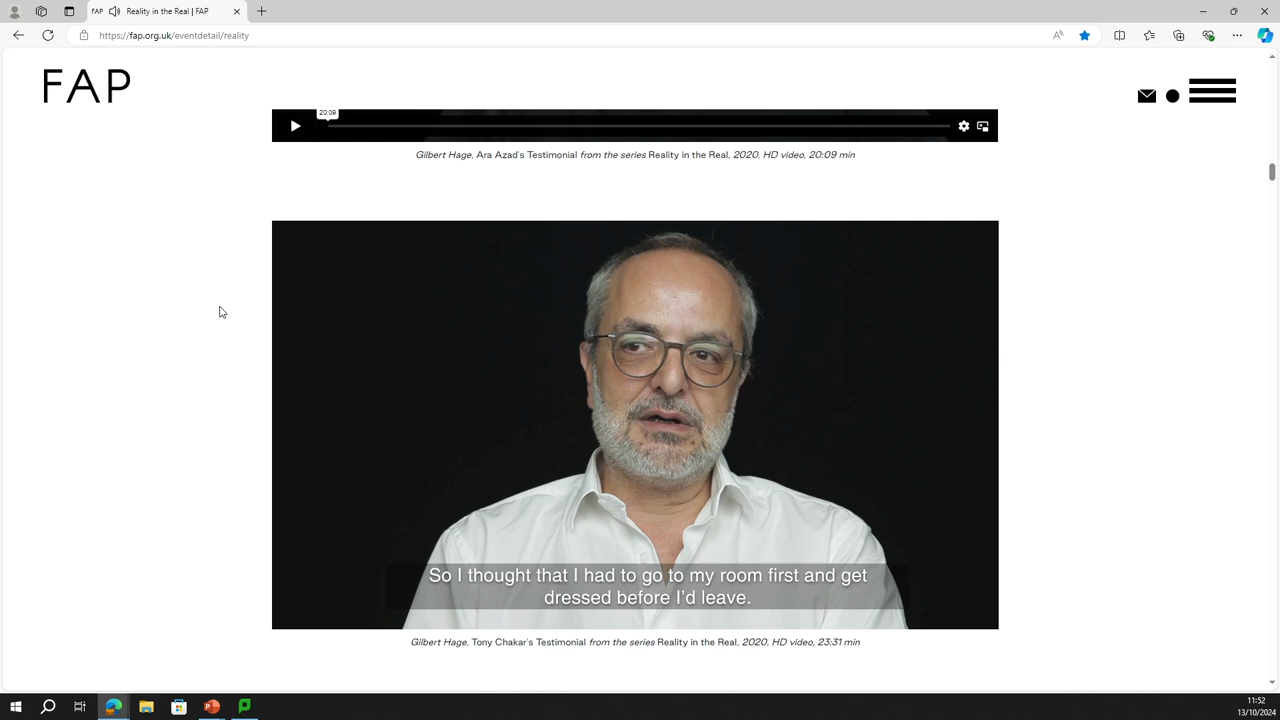 Reality in the Real | FAP
https://fap.org.uk/eventdetail/reality
FAP
20:09
Gilbert Hage, Ara Azad's Testimonial from the series Reality in the Real, 2020, HD video, 20:09 min
So I thought that I had to go to my room first and get
dressed before I'd leave.
Gilbert Hage, Tony Chakar's Testimonial from the series Reality in the Real, 2020, HD video, 23:31 min
11:52
13/10/2024